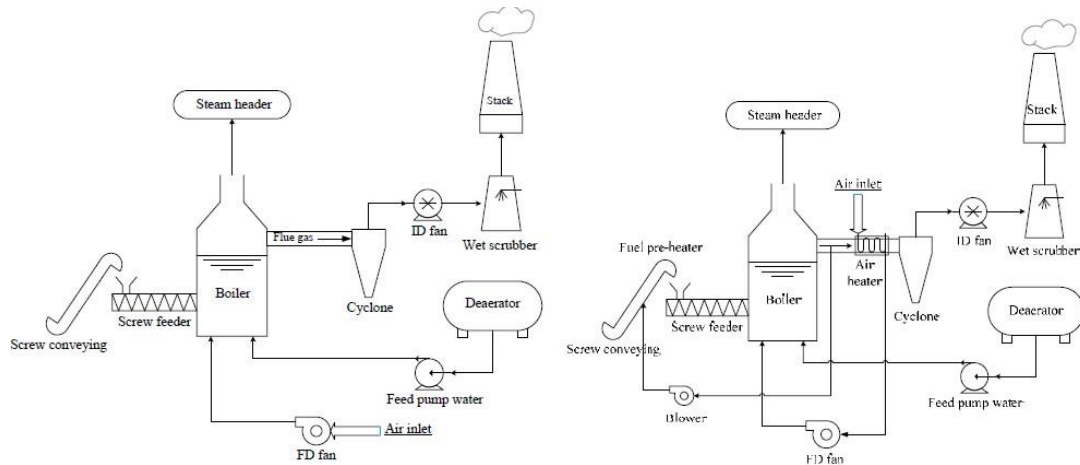 Stack
Steam header
ID fan
Wet scrubber
Flue gas
Boiler
Cyclone
Deaerator
Screw feeder
Screw conveying
Feed pump water
Air inlet
FD fan
Stack
Steam header
Air inlet
ID fan
Wet scrubber
Fuel pre-heater
Air
heater
Boiler
Cyclone
Deaerator
Screw feeder
Screw conveying
Blower
Feed pump water
FD fan